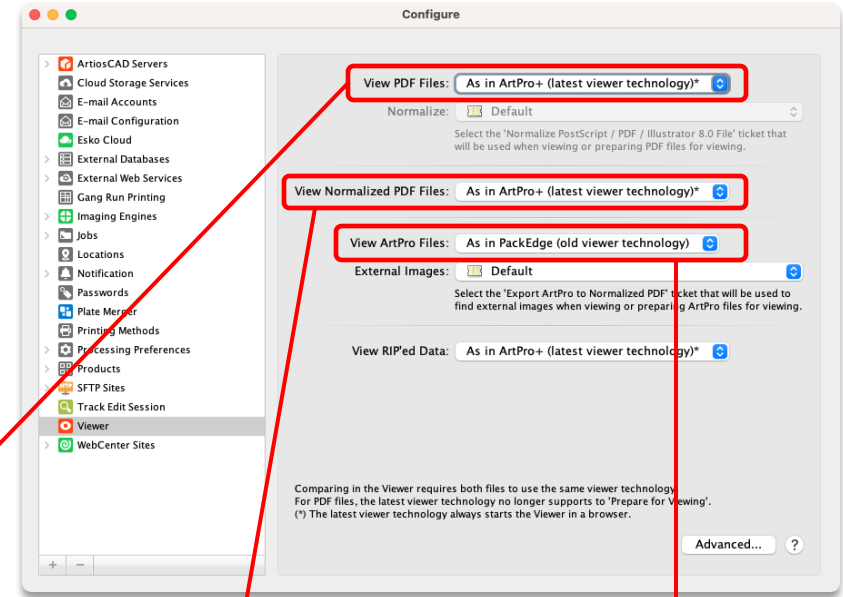 Configure
ArtiosCAD Servers
Cloud Storage Services
E-mail Accounts
E-mail Configuration
Esko Cloud
External Databases
External Web Services
Gang Run Printing
Imaging Engines
Jobs
Locations
Notification
Passwords
Plate Merger
Printing Methods
Processing Preferences
Products
SFTP Sites
Track Edit Session
Viewer
WebCenter Sites
View PDF Files: As in ArtPro+ (latest viewer technology)*
Normalize: Default
Select the 'Normalize PostScript / PDF / Illustrator 8.0 File' ticket that
will be used when viewing or preparing PDF files for viewing.
View Normalized PDF Files: As in ArtPro+ (latest viewer technology)*
View ArtPro Files: As in PackEdge (old viewer technology)
External Images: Default
Select the 'Export ArtPro to Normalized PDF' ticket that will be used to
find external images when viewing or preparing ArtPro files for viewing.
View RIP'ed Data: As in ArtPro+ (latest viewer technology)*
Comparing in the Viewer requires both files to use the same viewer technology.
For PDF files, the latest viewer technology no longer supports to 'Prepare for Viewing'.
(*) The latest viewer technology always starts the Viewer in a browser.
Advanced... ?
+ −